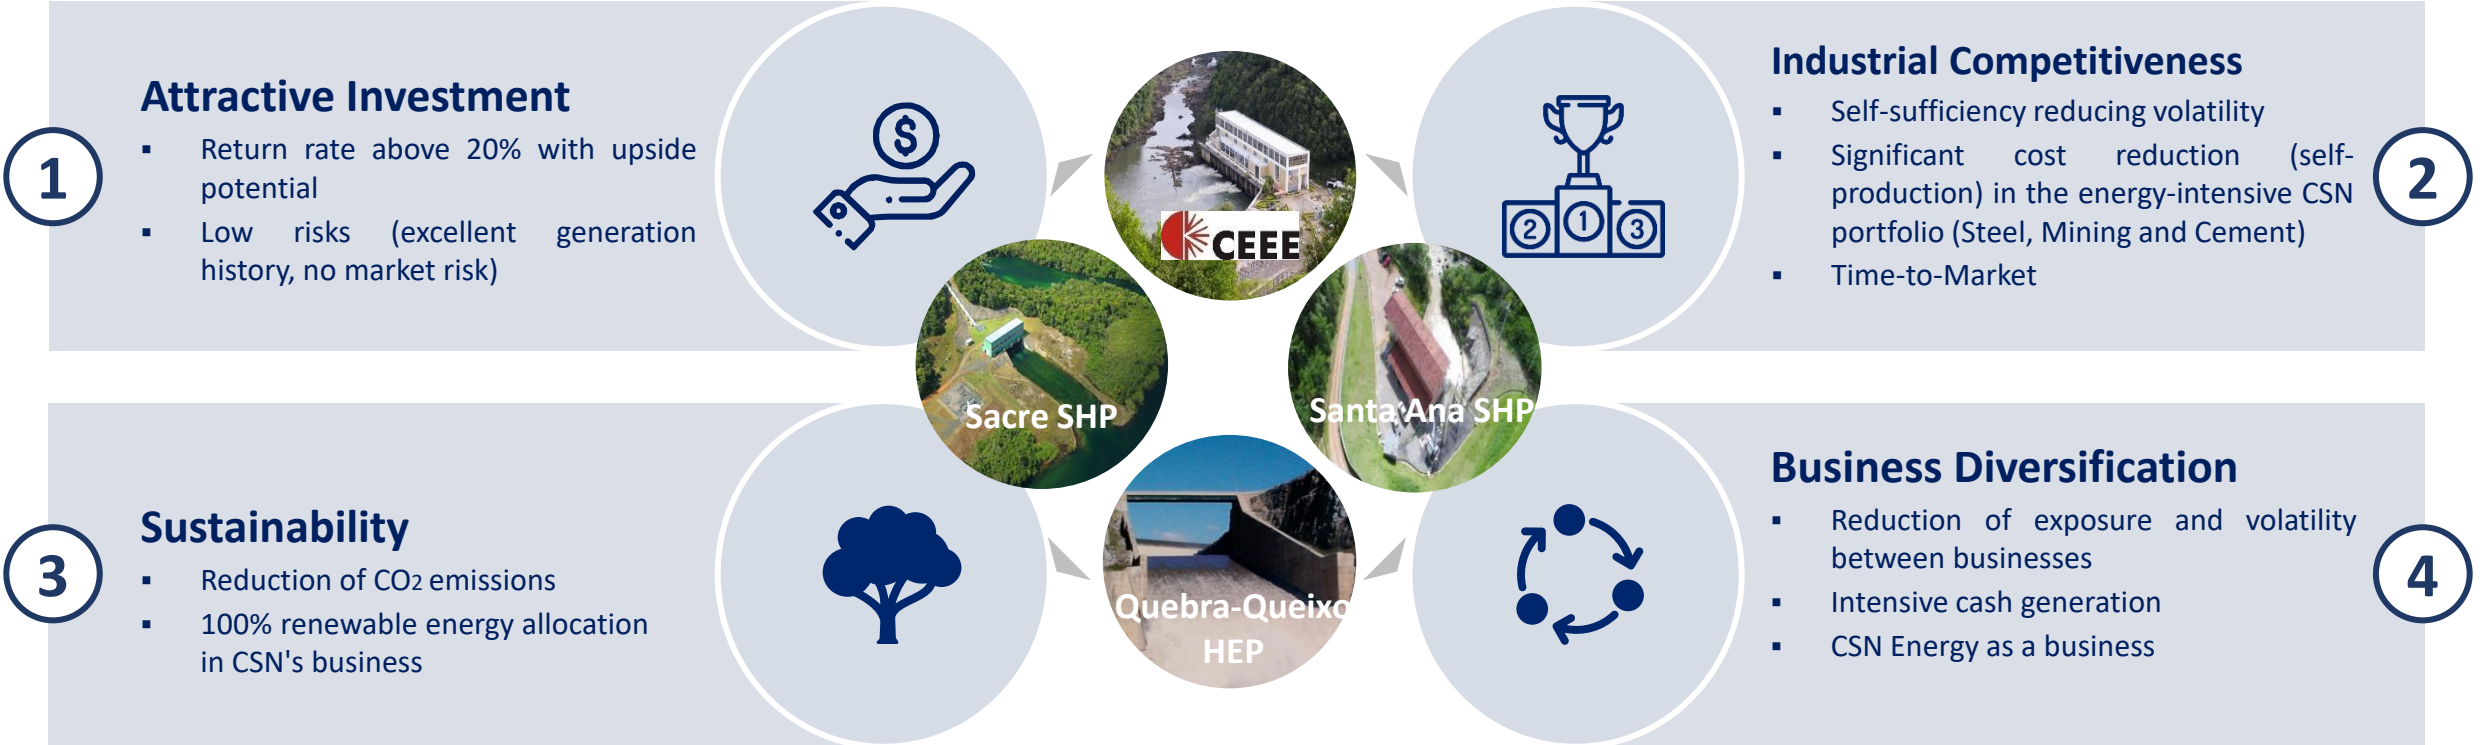 1
Attractive Investment
▪ Return rate above 20% with upside
potential
▪ Low risks (excellent generation
history, no market risk)
$
CEEE
Sacre SHP
Santa Ana SHP
Quebra-Queixo
HEP
2 1 3
Industrial Competitiveness
▪ Self-sufficiency reducing volatility
▪ Significant cost reduction (self-
production) in the energy-intensive CSN
portfolio (Steel, Mining and Cement)
▪ Time-to-Market
2
3
Sustainability
▪ Reduction of CO2 emissions
▪ 100% renewable energy allocation
in CSN's business
Business Diversification
▪ Reduction of exposure and volatility
between businesses
▪ Intensive cash generation
▪ CSN Energy as a business
4